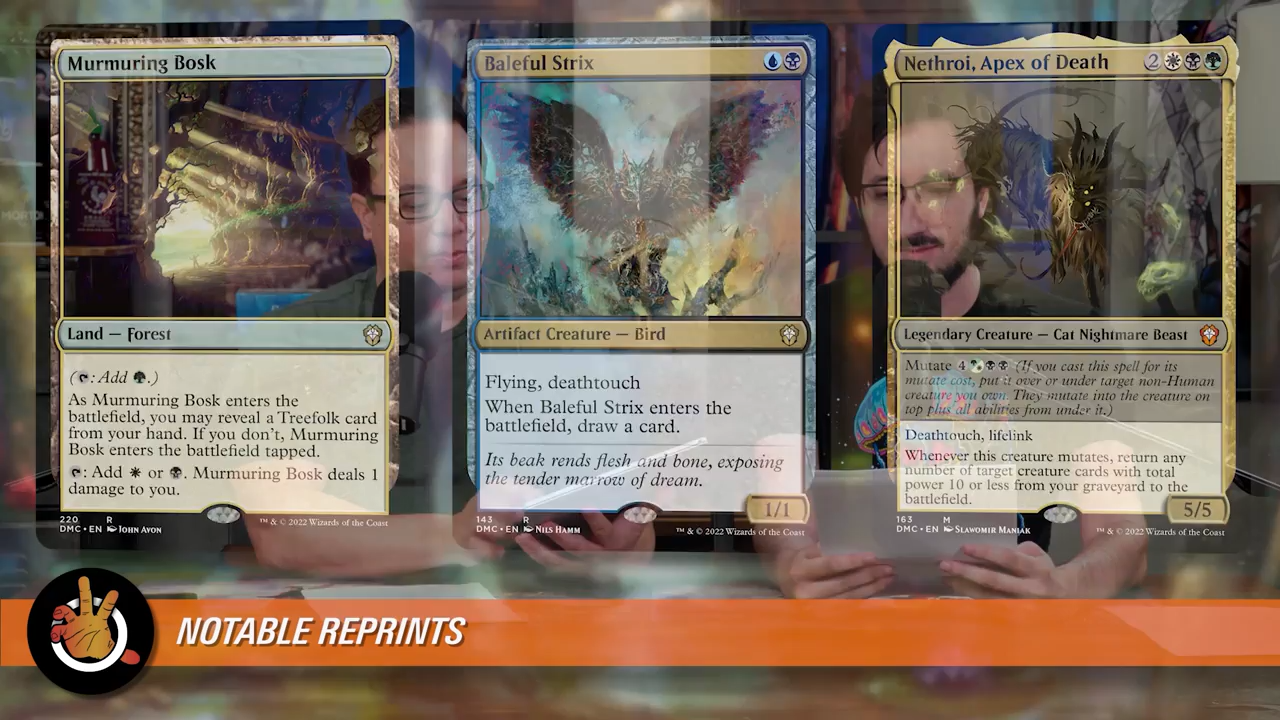 Murmuring Bosk
Land — Forest
(: Add .)
As Murmuring Bosk enters the
battlefield, you may reveal a Treefolk card
from your hand. If you don't, Murmuring
Bosk enters the battlefield tapped.
: Add or . Murmuring Bosk deals 1
damage to you.
220 R
DMC • EN John Avon
™ & © 2022 Wizards of the Coast
Baleful Strix
Artifact Creature — Bird
Flying, deathtouch
When Baleful Strix enters the
battlefield, draw a card.
Its beak rends flesh and bone, exposing
the tender marrow of dream.
1/1
143 R
DMC • EN Nils Hamm
™ & © 2022 Wizards of the Coast
Nethroi, Apex of Death 2
Legendary Creature — Cat Nightmare Beast
Mutate 4 (If you cast this spell for its
mutate cost, put it over or under target non-Human
creature you own. They mutate into the creature on
top plus all abilities from under it.)
Deathtouch, lifelink
Whenever this creature mutates, return any
number of target creature cards with total
power 10 or less from your graveyard to the
battlefield.
5/5
163 M
DMC • EN Slawomir Maniak
™ & © 2022 Wizards of the Coast
NOTABLE REPRINTS